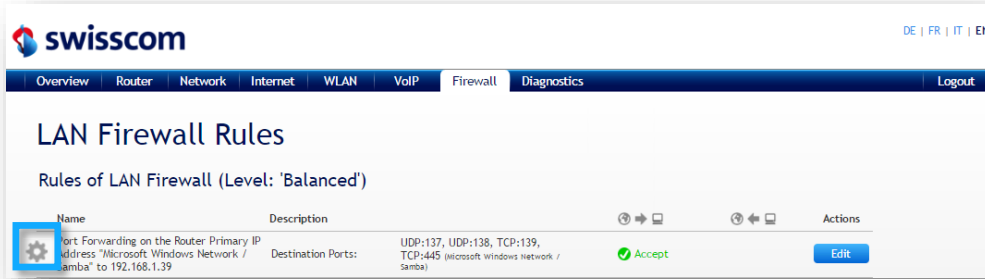 swisscom
DE | FR | IT | EN
Overview Router Network Internet WLAN VoIP Firewall Diagnostics Logout
LAN Firewall Rules
Rules of LAN Firewall (Level: 'Balanced')
Name Description Actions
Port Forwarding on the Router Primary IP
Address "Microsoft Windows Network /
Samba" to 192.168.1.39
Destination Ports:
UDP:137, UDP:138, TCP:139,
TCP:445 (Microsoft Windows Network /
Samba)
Accept
Edit